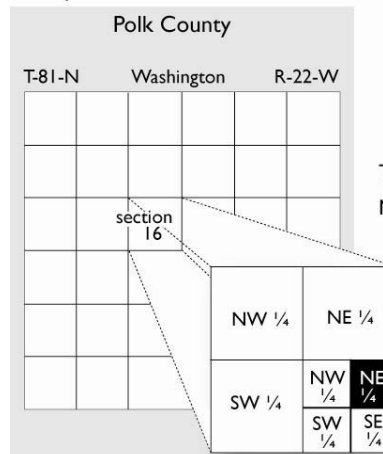 Polk County
T-81-N Washington R-22-W
section
16
NW ¼ NE ¼
SW ¼
NW ¼ NE ¼
SW ¼ SE ¼